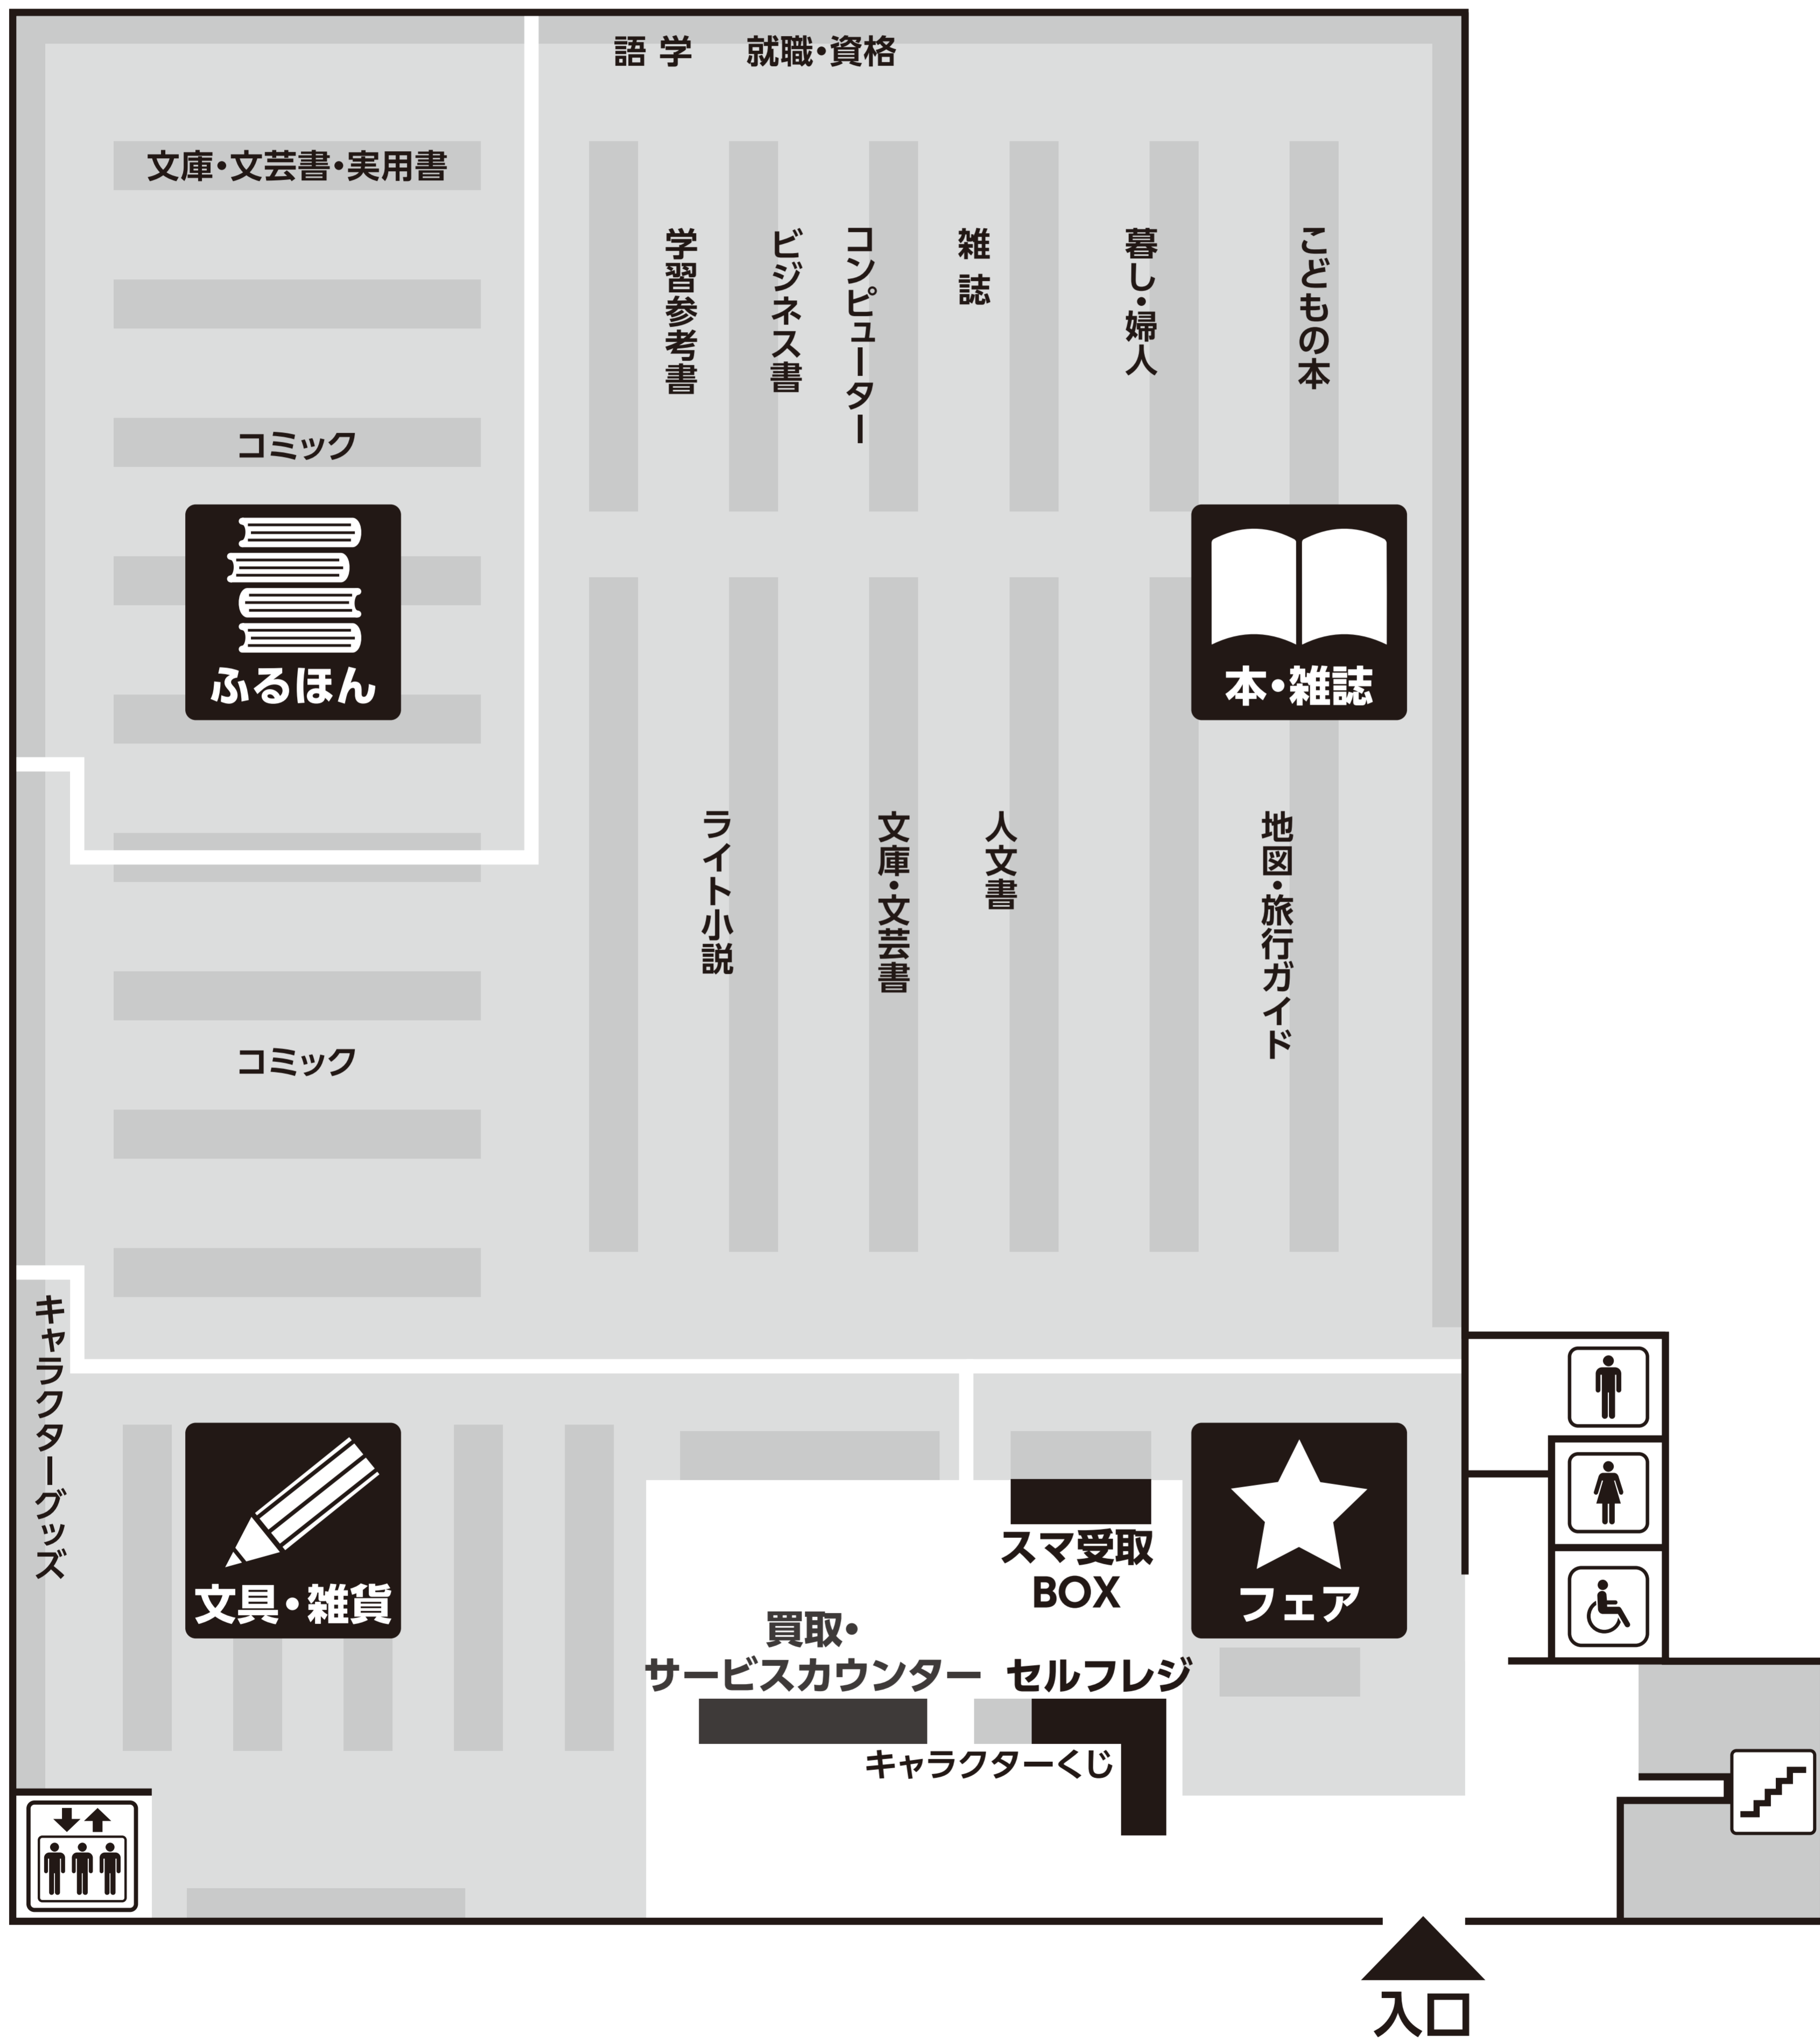 語学
就職・資格
文庫・文芸書・実用書
学習参考書
ビジネス書
コンピューター
雑誌
暮し・婦人
こどもの本
コミック
ふるほん
本・雑誌
ライト小説
文庫・文芸書
人文書
地図・旅行ガイド
コミック
キャラクターグッズ
文具・雑貨
スマ受取
BOX
フェア
買取・
サービスカウンター
セルフレジ
キャラクターくじ
入口